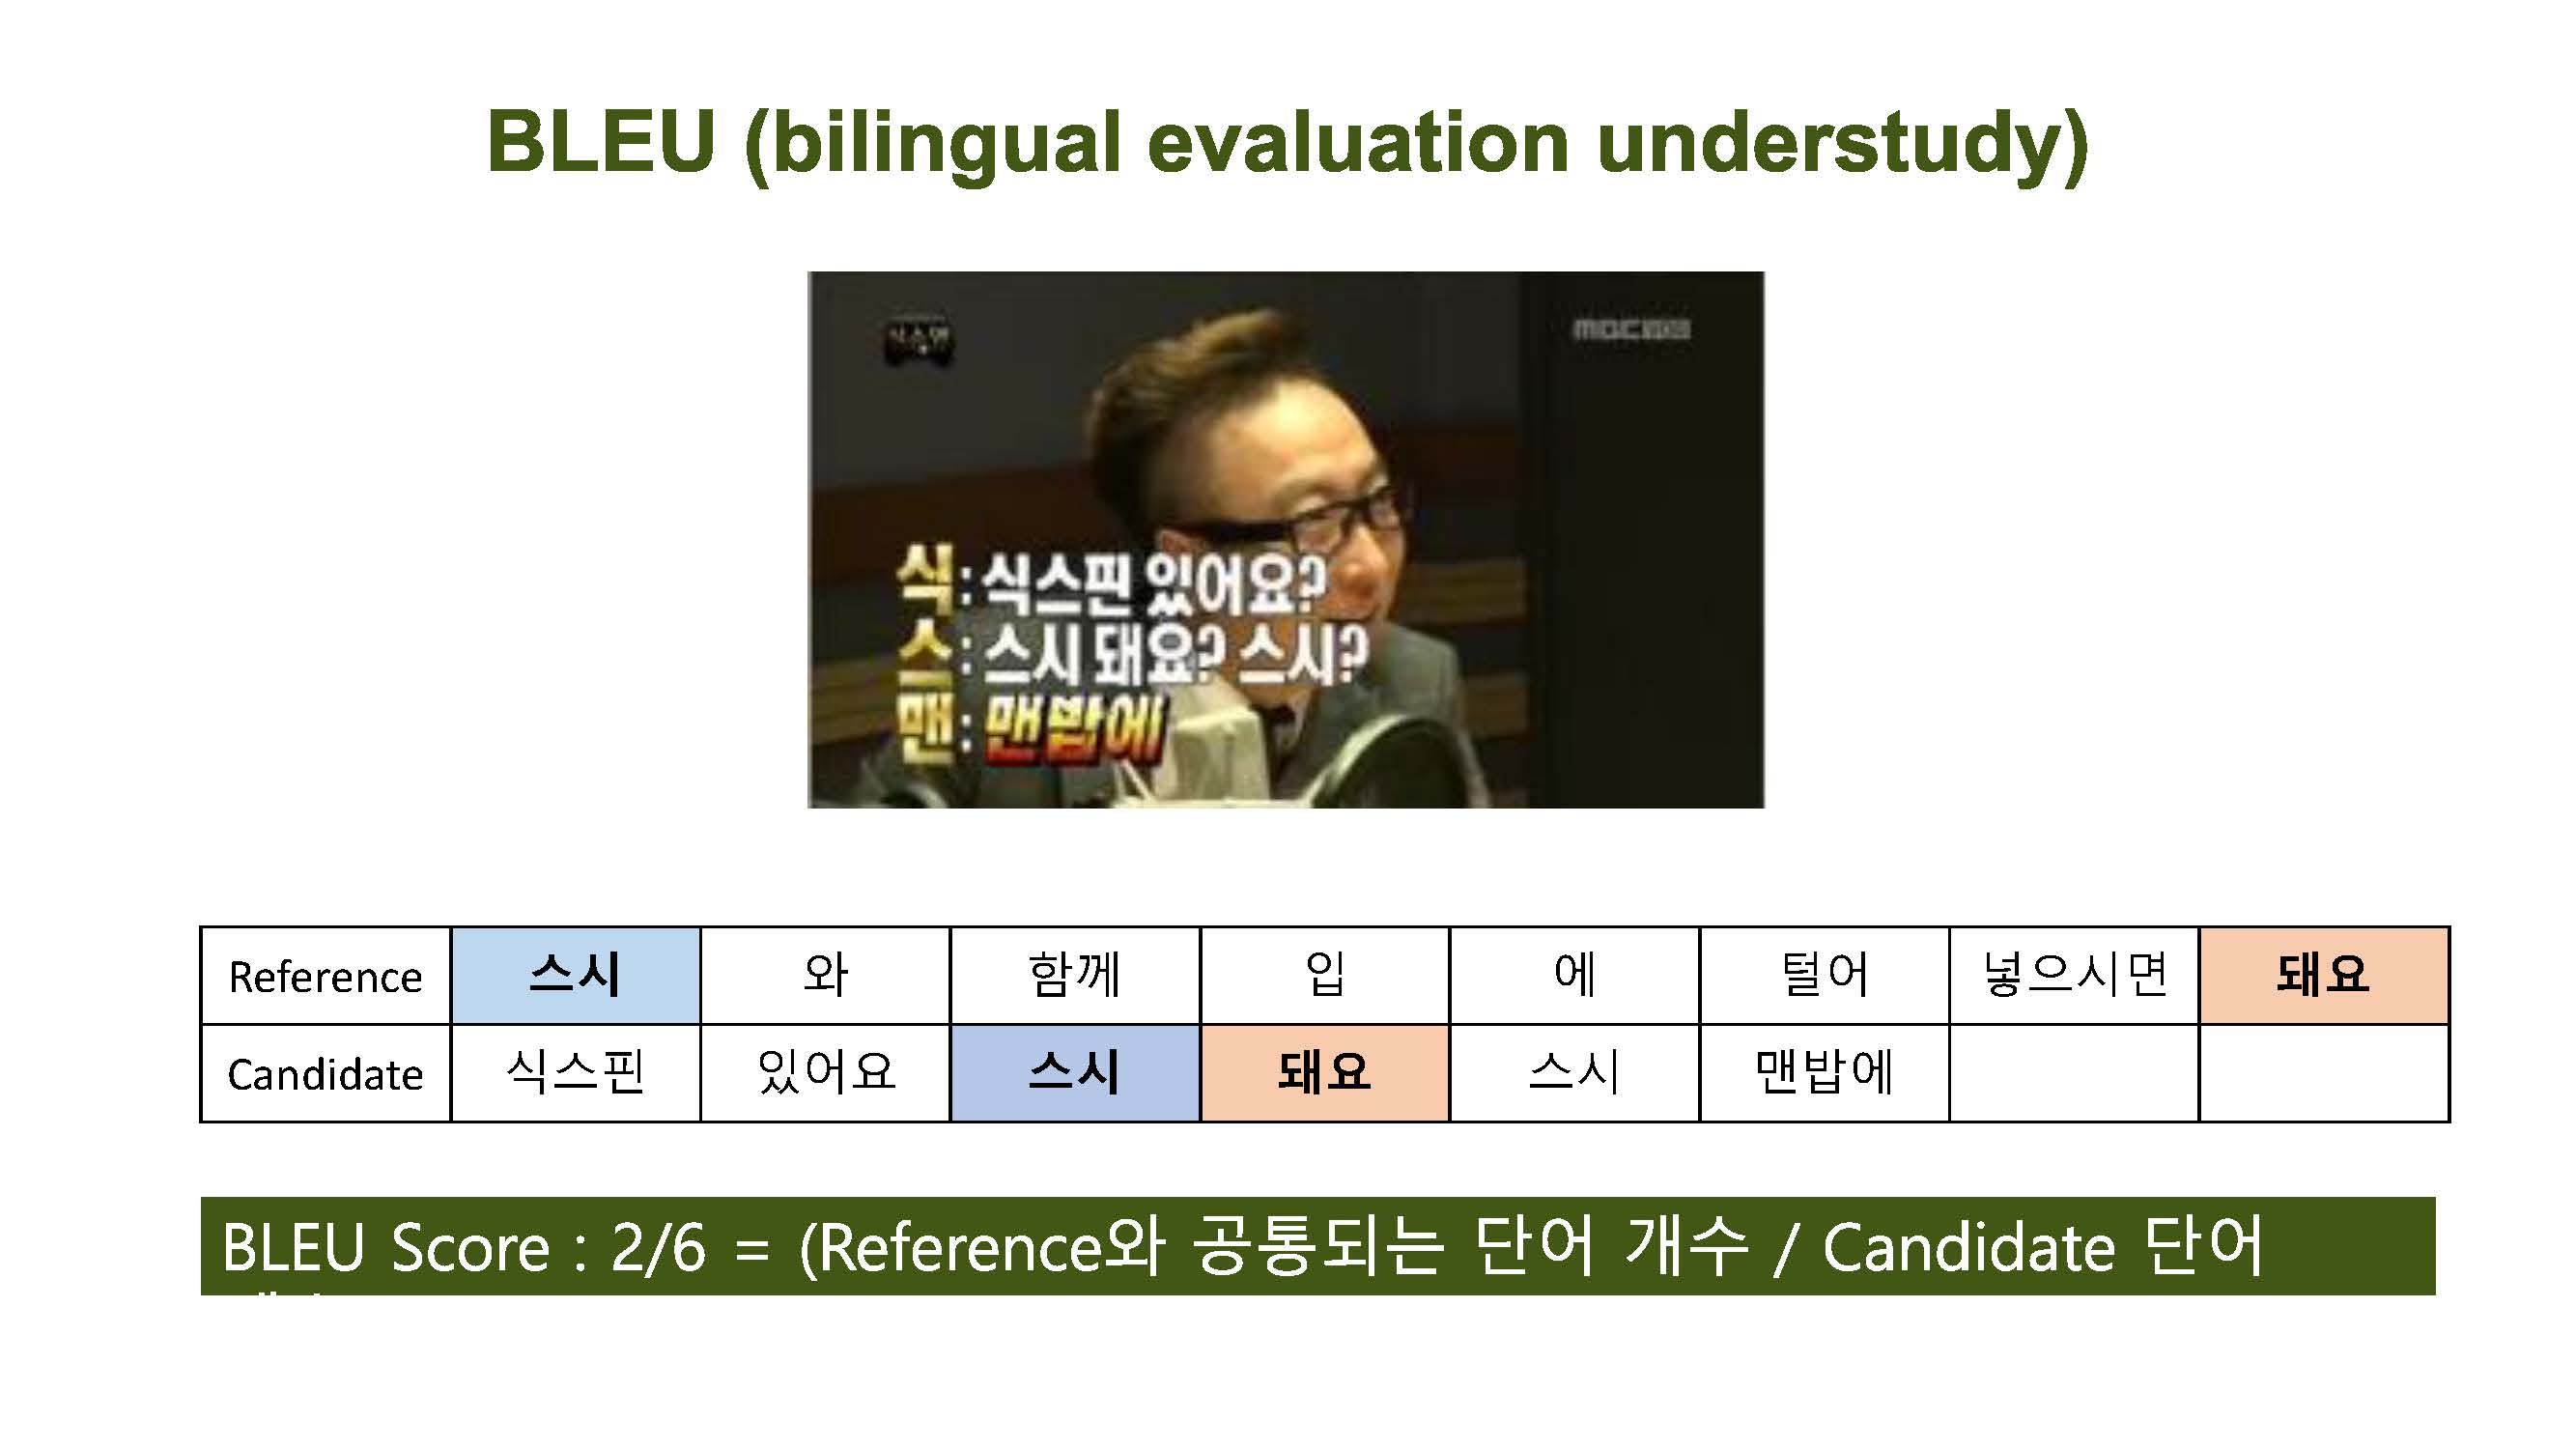 BLEU (bilingual evaluation understudy)
식스맨
식 : 식스핀 있어요?
스 : 스시 돼요? 스시?
맨 : 맨밥에
Reference 스시 와 함께 입 에 털어 넣으시면 돼요
Candidate 식스핀 있어요 스시 돼요 스시 맨밥에
BLEU Score : 2/6 = (Reference와 공통되는 단어 개수 / Candidate 단어